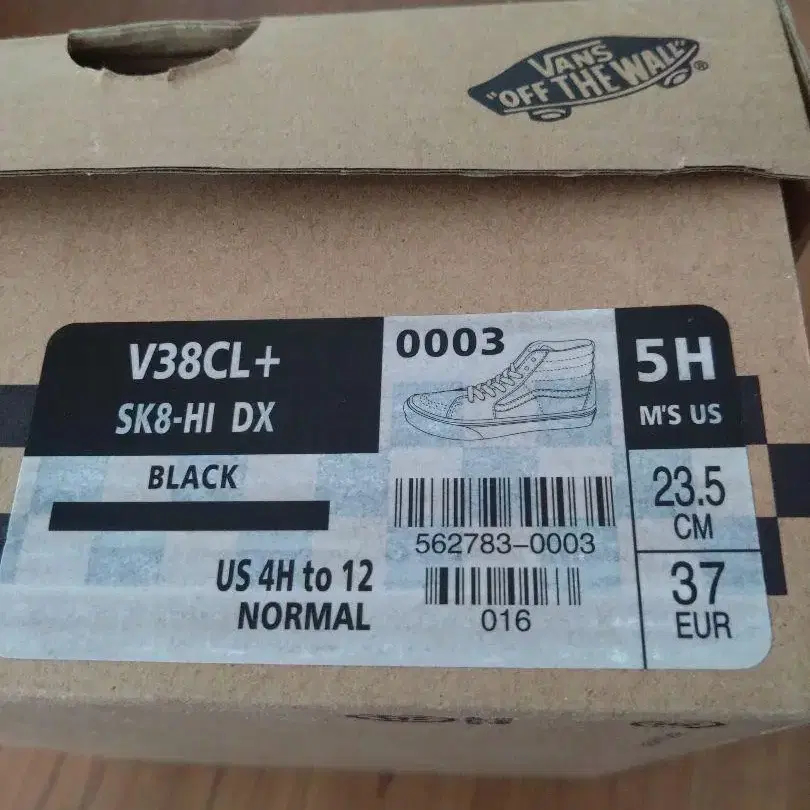 VANS
"OFF THE WALL"®
V38CL+
SK8-HI DX
BLACK
US 4H to 12
NORMAL
0003
562783-0003
016
5H
M'S US
23.5
CM
37
EUR